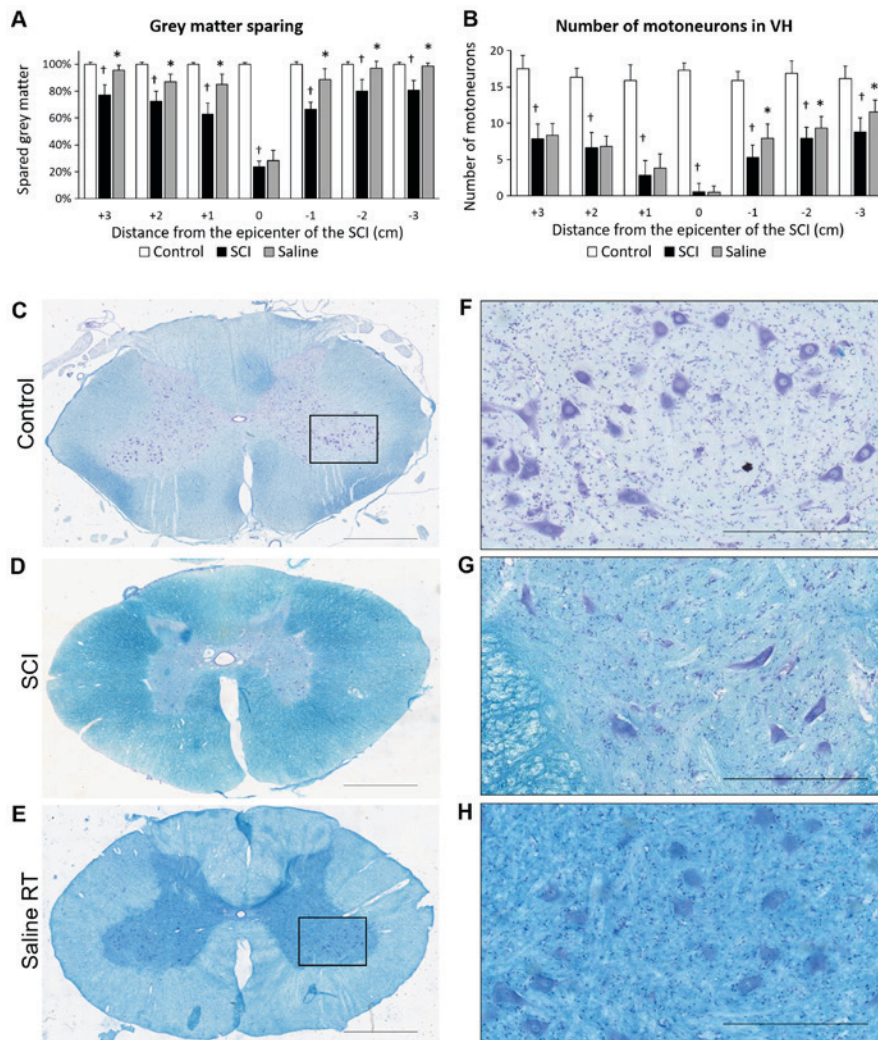 A
Grey matter sparing
Spared grey matter
100%
80%
60%
40%
20%
0%
† * † * † * † † * † * † *
+3 +2 +1 0 -1 -2 -3
Distance from the epicenter of the SCI (cm)
Control SCI Saline
B
Number of motoneurons in VH
Number of motoneurons
20
15
10
5
0
† † † † † * † * † *
+3 +2 +1 0 -1 -2 -3
Distance from the epicenter of the SCI (cm)
Control SCI Saline
C
Control
F
D
SCI
G
E
Saline RT
H